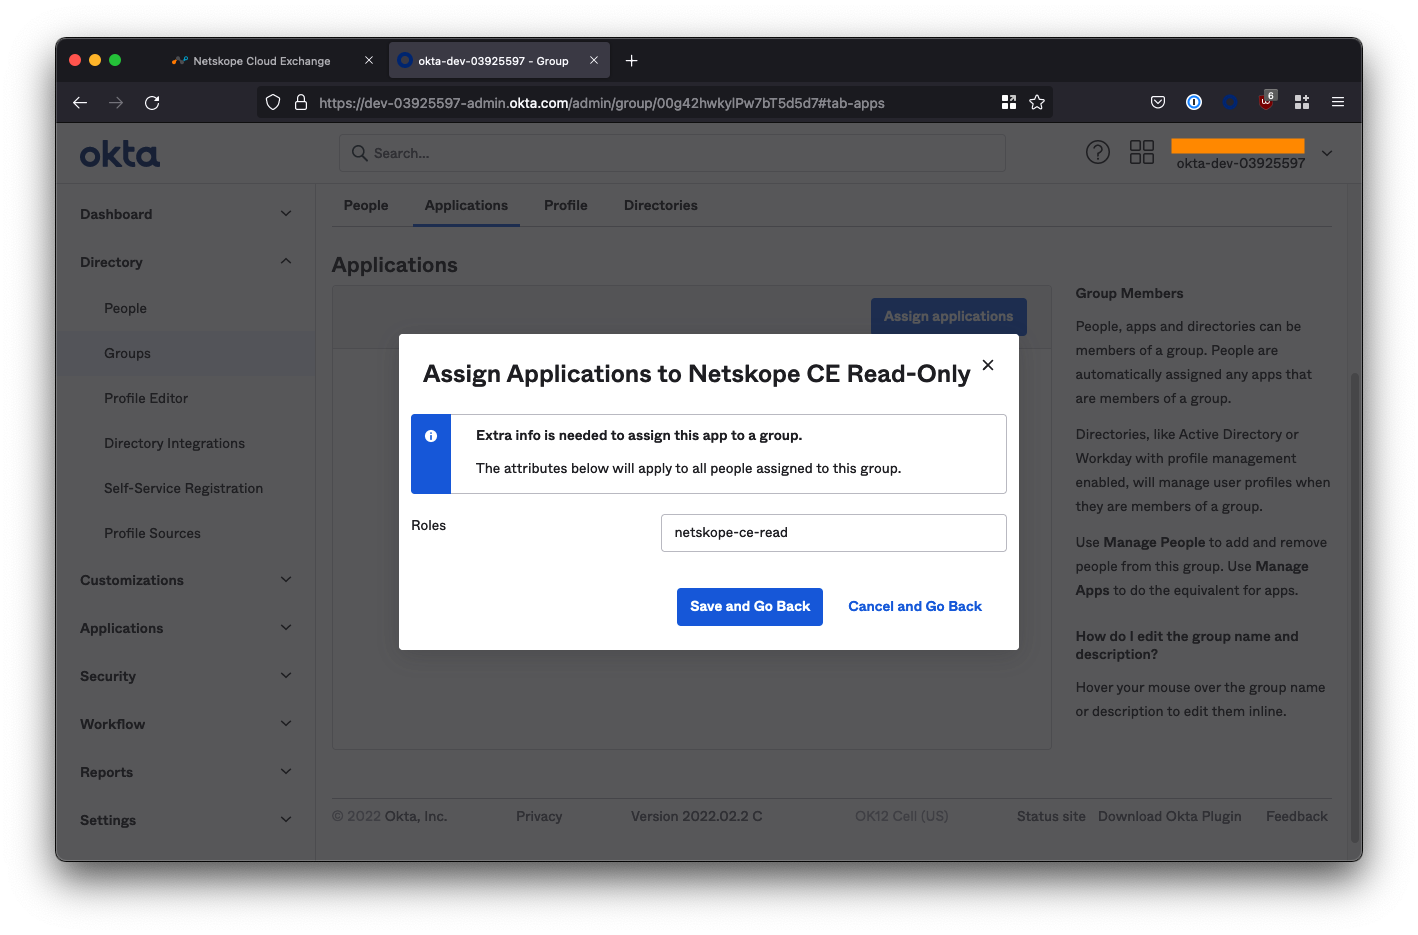 Netskope Cloud Exchange
okta-dev-03925597 - Group
https://dev-03925597-admin.okta.com/admin/group/00g42hwkylPw7bT5d5d7#tab-apps
6
okta
Search...
okta-dev-03925597
Dashboard
Directory
People
Groups
Profile Editor
Directory Integrations
Self-Service Registration
Profile Sources
Customizations
Applications
Security
Workflow
Reports
Settings
People
Applications
Profile
Directories
Applications
Assign applications
Assign Applications to Netskope CE Read-Only
Extra info is needed to assign this app to a group.
The attributes below will apply to all people assigned to this group.
Roles
netskope-ce-read
Save and Go Back
Cancel and Go Back
Group Members
People, apps and directories can be
members of a group. People are
automatically assigned any apps that
are members of a group.
Directories, like Active Directory or
Workday with profile management
enabled, will manage user profiles when
they are members of a group.
Use Manage People to add and remove
people from this group. Use Manage
Apps to do the equivalent for apps.
How do I edit the group name and
description?
Hover your mouse over the group name
or description to edit them inline.
© 2022 Okta, Inc.
Privacy
Version 2022.02.2 C
OK12 Cell (US)
Status site
Download Okta Plugin
Feedback